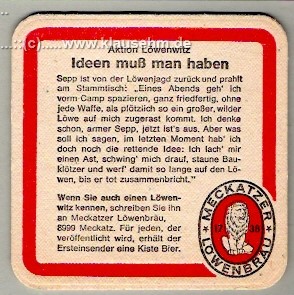 ...:(c)......www.klausehm.de.....
Aktion Löwenwitz
Ideen muß man haben
Sepp ist von der Löwenjagd zurück und prahlt
am Stammtisch: „Eines Abends geh' ich
vorm Camp spazieren, ganz friedfertig, ohne
jede Waffe, als plötzlich so ein großer, wilder
Löwe auf mich zugerast kommt. Ich denke
schon, armer Sepp, jetzt ist's aus. Aber was
soll ich sagen, im letzten Moment hab' ich
doch noch die rettende Idee: Ich lach' mir
einen Ast, schwing' mich drauf, staune Bau-
klötzer und werf' damit so lange auf den Lö-
wen, bis er tot zusammenbricht."
Wenn Sie auch einen Löwen-
witz kennen, schreiben Sie ihn
an Meckatzer Löwenbräu,
8999 Meckatz. Für jeden, der
veröffentlicht wird, erhält der
Ersteinsender eine Kiste Bier.
MECKATZER
17 38
LÖWENBRÄU